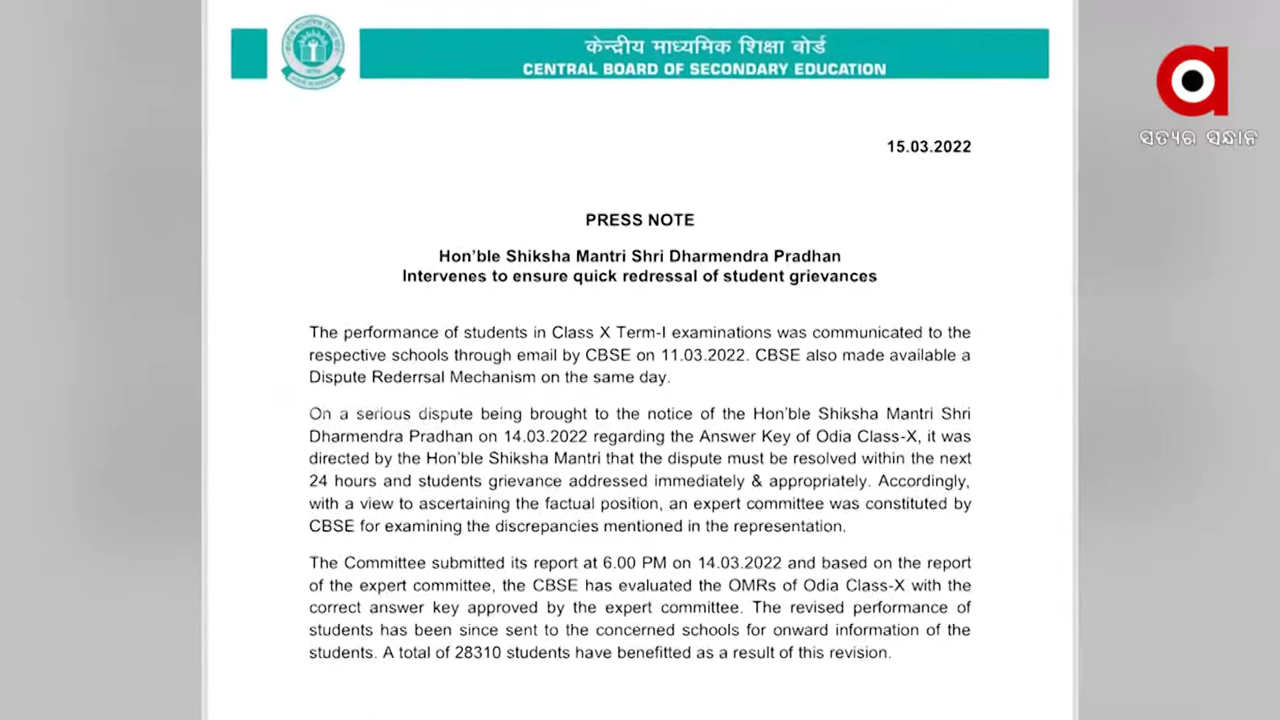 केन्द्रीय माध्यमिक शिक्षा बोर्ड
CENTRAL BOARD OF SECONDARY EDUCATION
ସତ୍ୟର ସନ୍ଧାନ
15.03.2022
PRESS NOTE
Hon'ble Shiksha Mantri Shri Dharmendra Pradhan
Intervenes to ensure quick redressal of student grievances
The performance of students in Class X Term-I examinations was communicated to the
respective schools through email by CBSE on 11.03.2022. CBSE also made available a
Dispute Rederrsal Mechanism on the same day.
On a serious dispute being brought to the notice of the Hon'ble Shiksha Mantri Shri
Dharmendra Pradhan on 14.03.2022 regarding the Answer Key of Odia Class-X, it was
directed by the Hon'ble Shiksha Mantri that the dispute must be resolved within the next
24 hours and students grievance addressed immediately & appropriately. Accordingly,
with a view to ascertaining the factual position, an expert committee was constituted by
CBSE for examining the discrepancies mentioned in the representation.
The Committee submitted its report at 6.00 PM on 14.03.2022 and based on the report
of the expert committee, the CBSE has evaluated the OMRs of Odia Class-X with the
correct answer key approved by the expert committee. The revised performance of
students has been since sent to the concerned schools for onward information of the
students. A total of 28310 students have benefitted as a result of this revision.